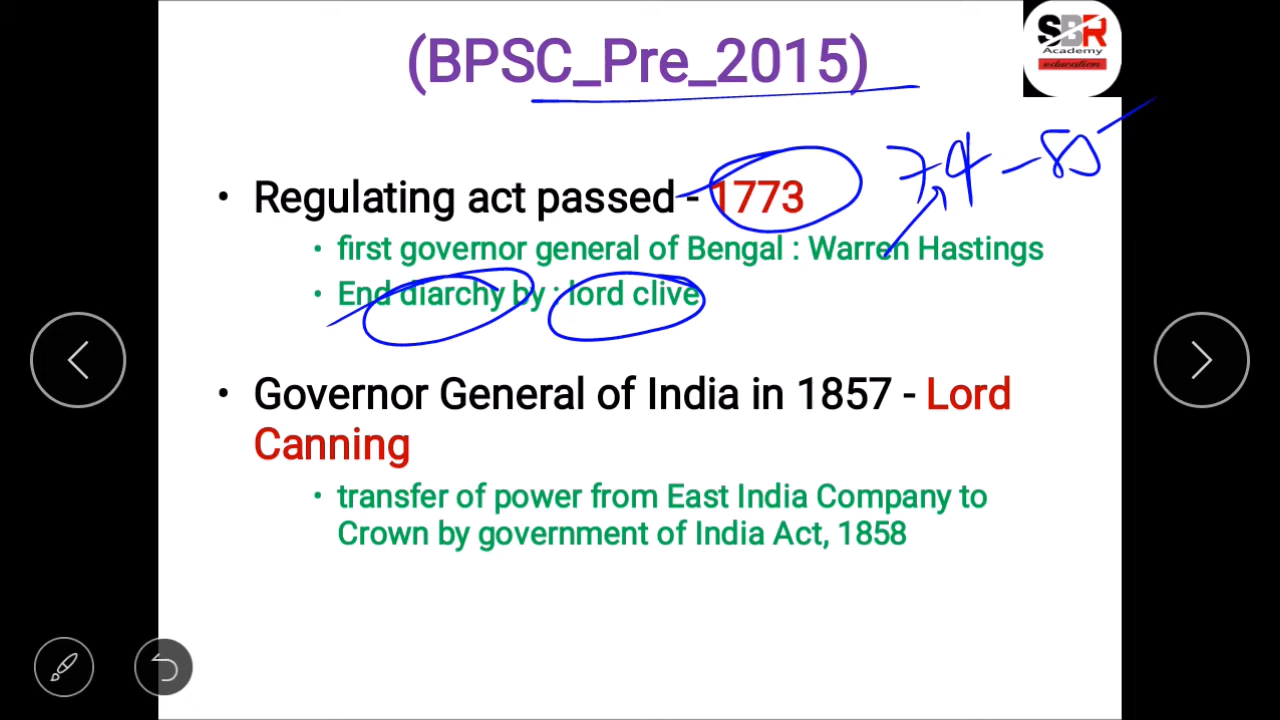 (BPSC_Pre_2015)
SBR
Academy
education
74-85
• Regulating act passed - 1773
• first governor general of Bengal : Warren Hastings
• End diarchy by : lord clive
• Governor General of India in 1857 - Lord
Canning
• transfer of power from East India Company to
Crown by government of India Act, 1858